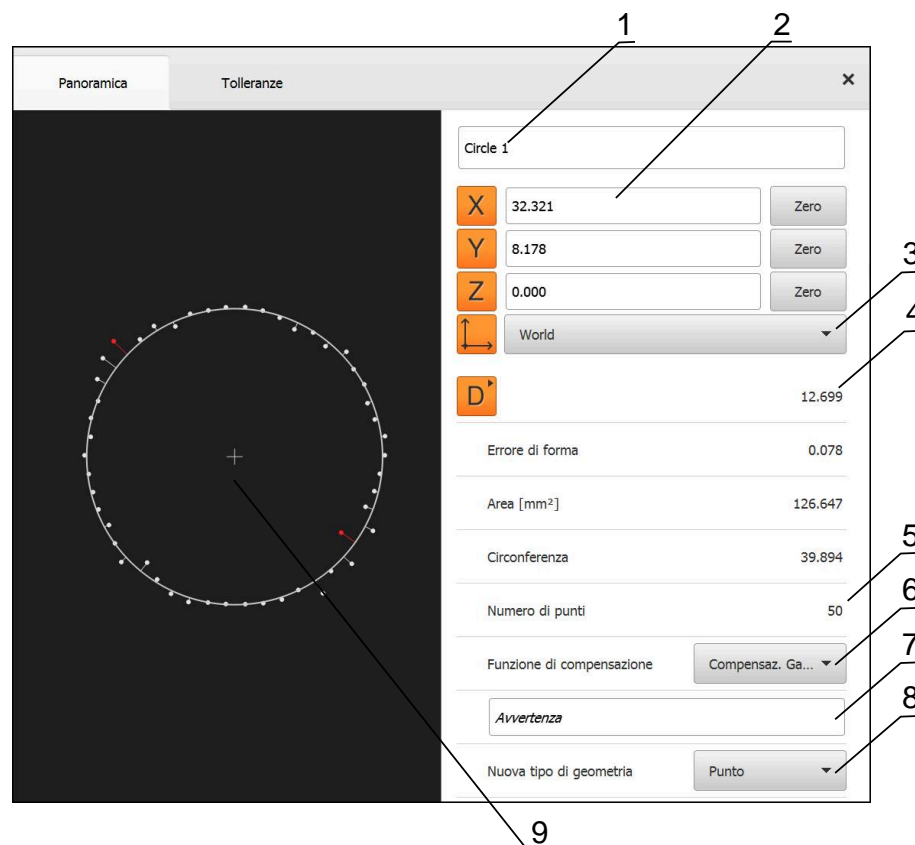 1
2
Panoramica
Tolleranze
×
Circle 1
X 32.321 Zero
Y 8.178 Zero
Z 0.000 Zero
3
World
4
D 12.699
Errore di forma 0.078
Area [mm²] 126.647
Circonferenza 39.894
5
Numero di punti 50
6
Funzione di compensazione Compensaz. Ga...
7
Avvertenza
8
Nuova tipo di geometria Punto
9